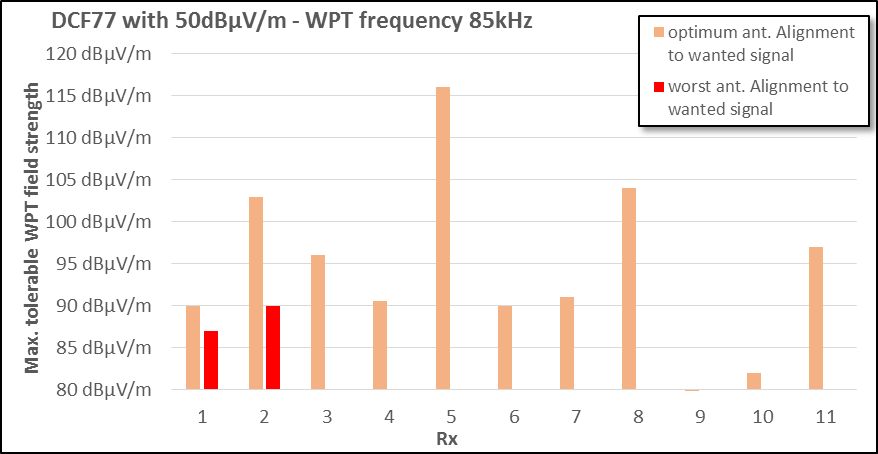 DCF77 with 50dBµV/m - WPT frequency 85kHz
optimum ant. Alignment
to wanted signal
worst ant. Alignment to
wanted signal
Max. tolerable WPT field strength
120 dBµV/m
115 dBµV/m
110 dBµV/m
105 dBµV/m
100 dBµV/m
95 dBµV/m
90 dBµV/m
85 dBµV/m
80 dBµV/m
1 2 3 4 5 6 7 8 9 10 11
Rx